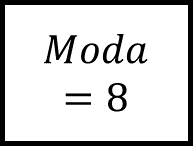 Moda
= 8